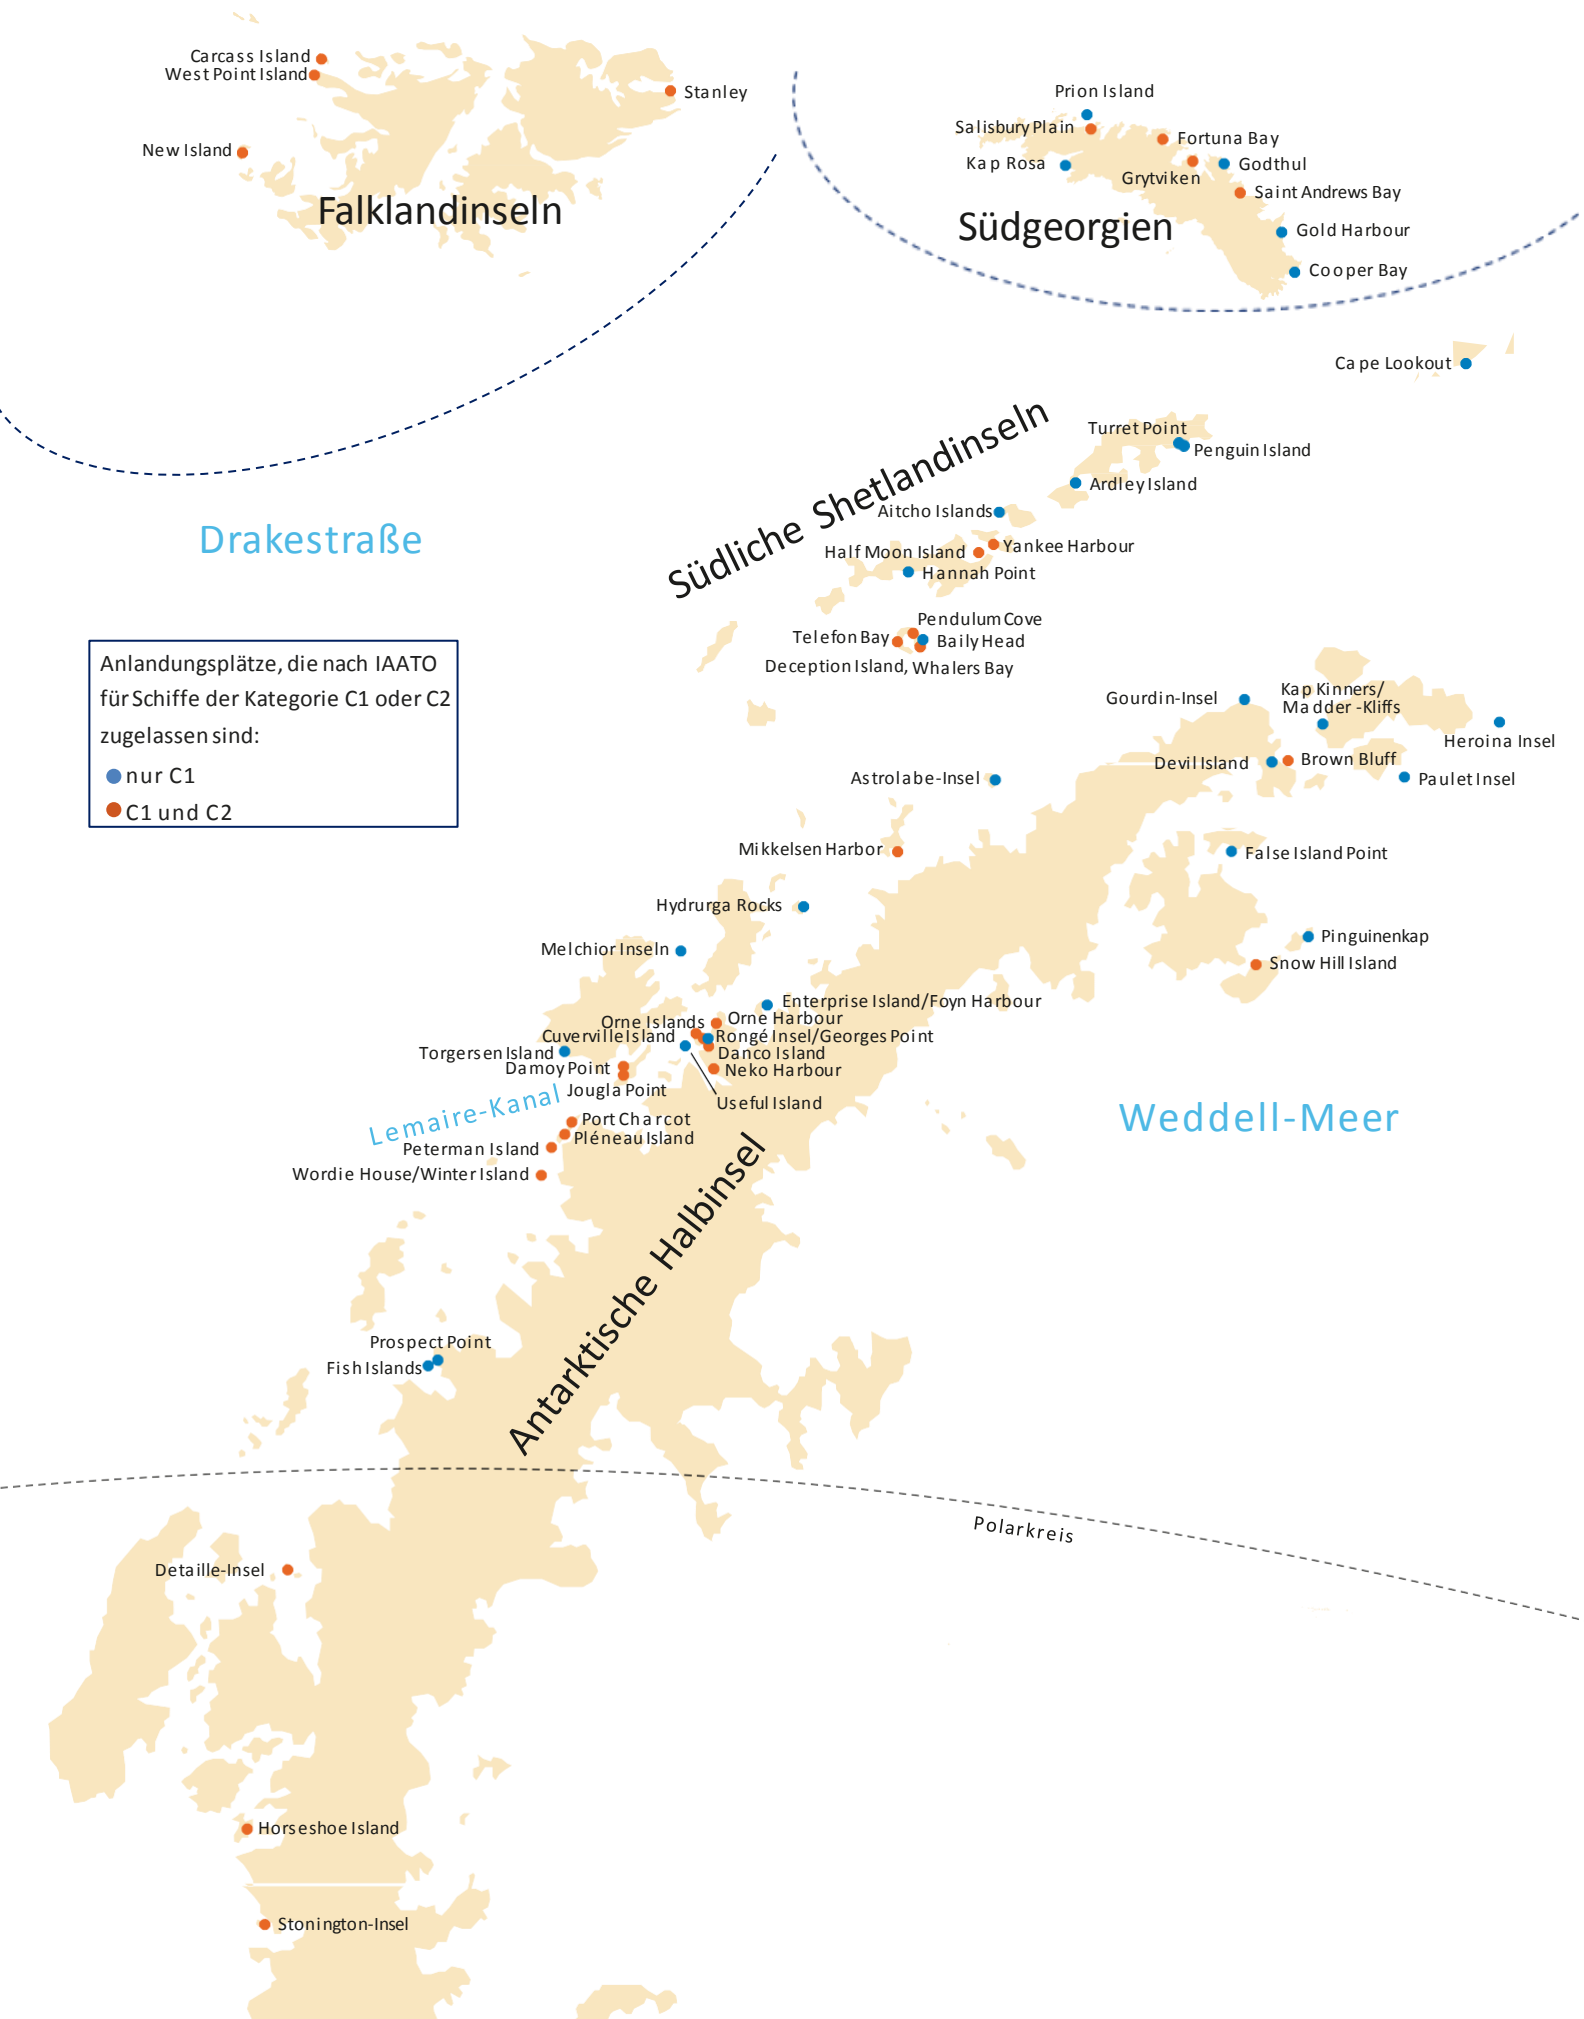 Carcass Island
West Point Island
Stanley
New Island
Falklandinseln
Prion Island
Salisbury Plain
Fortuna Bay
Kap Rosa
Godthul
Grytviken
Saint Andrews Bay
Südgeorgien
Gold Harbour
Cooper Bay
Cape Lookout
Südliche Shetlandinseln
Turret Point
Penguin Island
Ardley Island
Aitcho Islands
Drakestraße
Half Moon Island
Yankee Harbour
Hannah Point
Pendulum Cove
Telefon Bay
Baily Head
Deception Island, Whalers Bay
Anlandungsplätze, die nach IAATO
für Schiffe der Kategorie C1 oder C2
zugelassen sind:
nur C1
C1 und C2
Gourdin-Insel
Kap Kinners/
Madder -Kliffs
Heroina Insel
Devil Island
Brown Bluff
Paulet Insel
Astrolabe-Insel
Mikkelsen Harbor
False Island Point
Hydrurga Rocks
Melchior Inseln
Pinguinenkap
Snow Hill Island
Enterprise Island/Foyn Harbour
Orne Islands
Orne Harbour
Cuverville Island
Rongé Insel/Georges Point
Torgersen Island
Danco Island
Damoy Point
Neko Harbour
Jougla Point
Useful Island
Lemaire-Kanal
Weddell-Meer
Port Charcot
Pléneau Island
Peterman Island
Wordie House/Winter Island
Antarktische Halbinsel
Prospect Point
Fish Islands
Polarkreis
Detaille-Insel
Horseshoe Island
Stonington-Insel